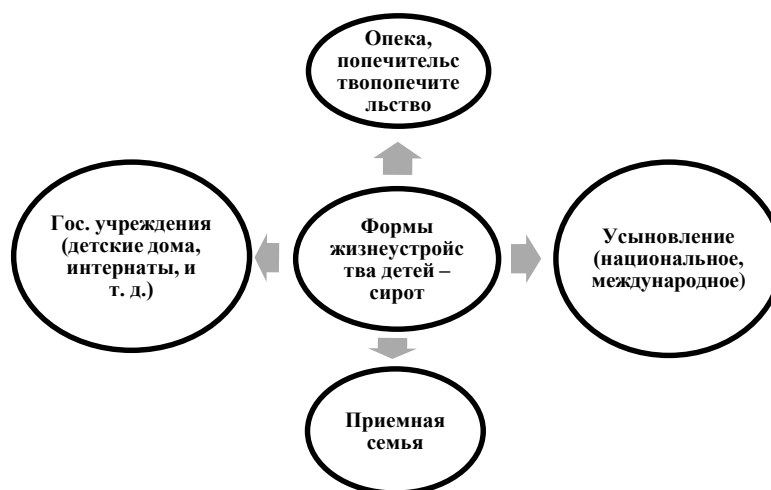 Опека,
попечительс
твопопечите
льство
Гос. учреждения
(детские дома,
интернаты, и
т. д.)
Формы
жизнеустройс
тва детей –
сирот
Усыновление
(национальное,
международное)
Приемная
семья